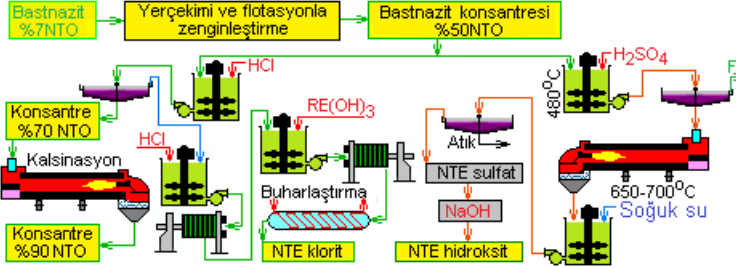 Bastnazit
%7NTO
Yerçekimi ve flotasyonla
zenginleştirme
Bastnazit konsantresi
%50NTO
HCl
H₂SO₄
480°C
Konsantre
%70 NTO
RE(OH)₃
Atık
Kalsinasyon
HCl
NTE sulfat
650-700°C
Buharlaştırma
NaOH
Soğuk su
Konsantre
%90 NTO
NTE klorit
NTE hidroksit